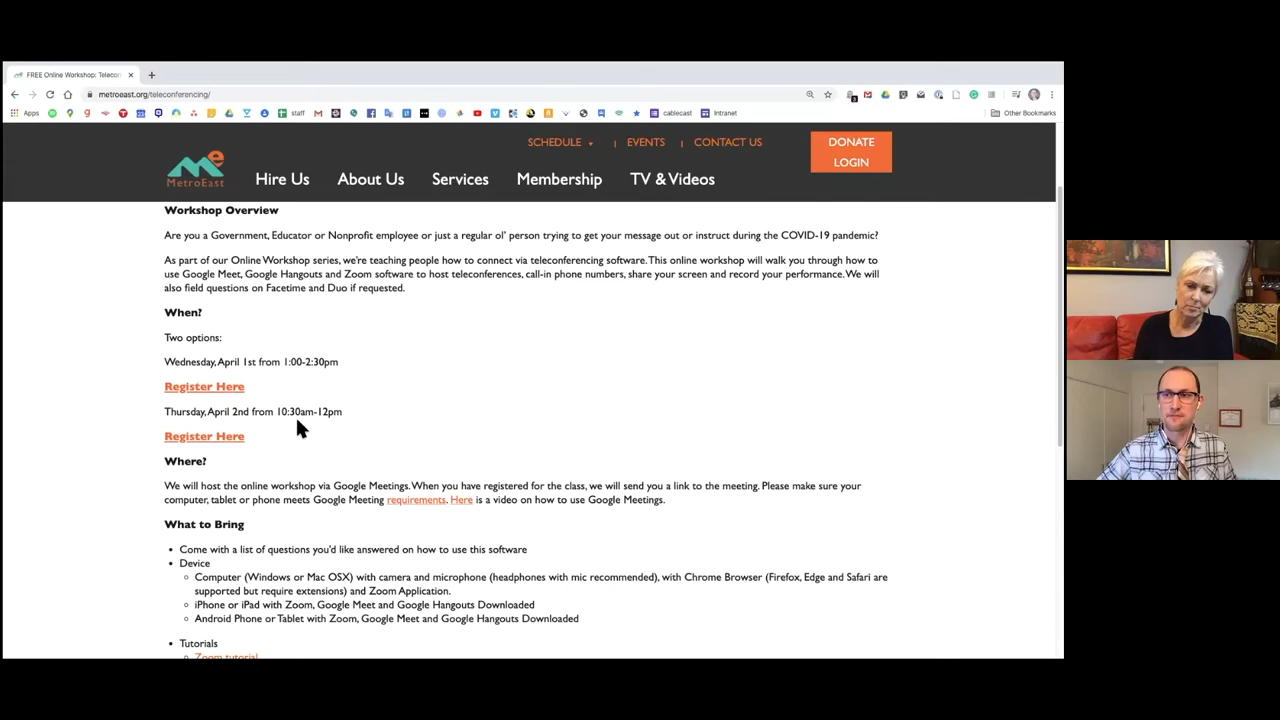 FREE Online Workshop: Telecon
metroeast.org/teleconferencing/
Apps
staff
cablecast
Intranet
Other Bookmarks
SCHEDULE
EVENTS
CONTACT US
DONATE
LOGIN
MetroEast
Hire Us
About Us
Services
Membership
TV & Videos
Workshop Overview
Are you a Government, Educator or Nonprofit employee or just a regular ol' person trying to get your message out or instruct during the COVID-19 pandemic?
As part of our Online Workshop series, we're teaching people how to connect via teleconferencing software. This online workshop will walk you through how to
use Google Meet, Google Hangouts and Zoom software to host teleconferences, call-in phone numbers, share your screen and record your performance. We will
also field questions on Facetime and Duo if requested.
When?
Two options:
Wednesday, April 1st from 1:00-2:30pm
Register Here
Thursday, April 2nd from 10:30am-12pm
Register Here
Where?
We will host the online workshop via Google Meetings. When you have registered for the class, we will send you a link to the meeting. Please make sure your
computer, tablet or phone meets Google Meeting requirements. Here is a video on how to use Google Meetings.
What to Bring
Come with a list of questions you'd like answered on how to use this software
Device
Computer (Windows or Mac OSX) with camera and microphone (headphones with mic recommended), with Chrome Browser (Firefox, Edge and Safari are
supported but require extensions) and Zoom Application.
iPhone or iPad with Zoom, Google Meet and Google Hangouts Downloaded
Android Phone or Tablet with Zoom, Google Meet and Google Hangouts Downloaded
Tutorials
Zoom tutorial